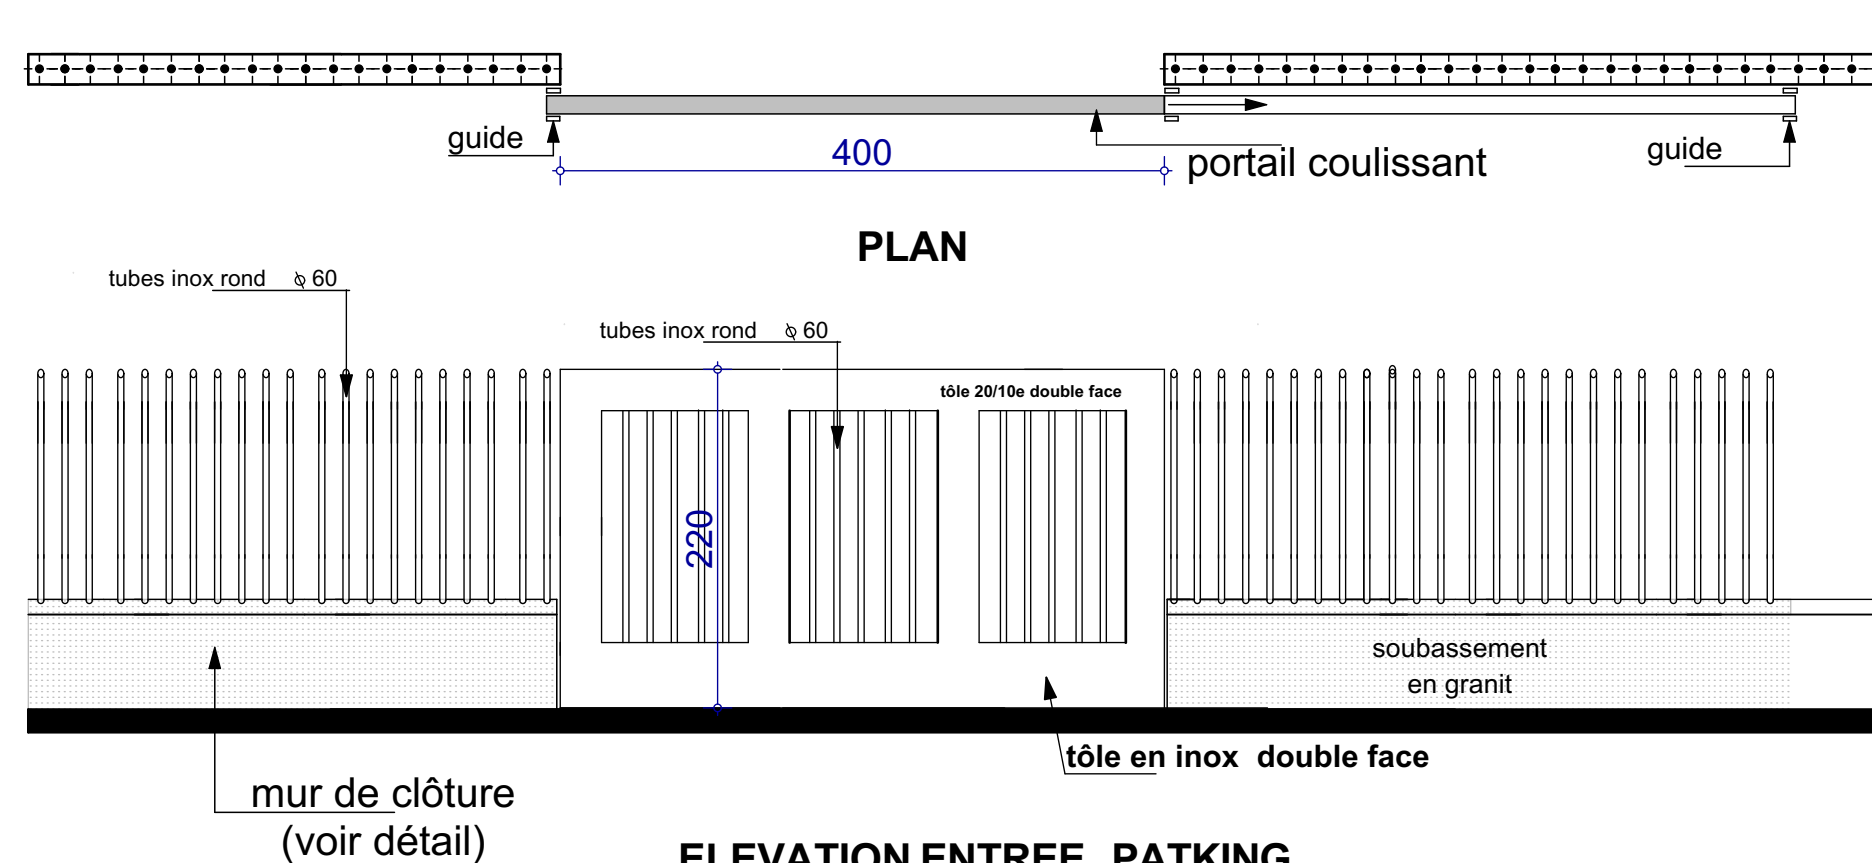 guide
400
portail coulissant
guide
PLAN
tubes inox rond ⌀ 60
tubes inox rond ⌀ 60
tôle 20/10e double face
220
soubassement
en granit
tôle en inox double face
mur de clôture
(voir détail)
ELEVATION ENTREE PATKING